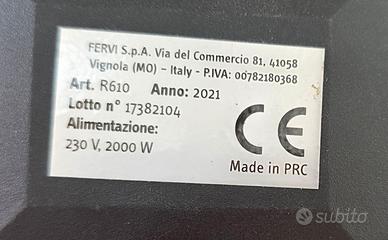 FERVI S.p.A. Via del Commercio 81, 41058
Vignola (MO) – Italy - P.IVA: 00782180368
Art. R610 Anno: 2021
Lotto n° 17382104
Alimentazione:
230 V, 2000 W
CE
Made in PRC
subito